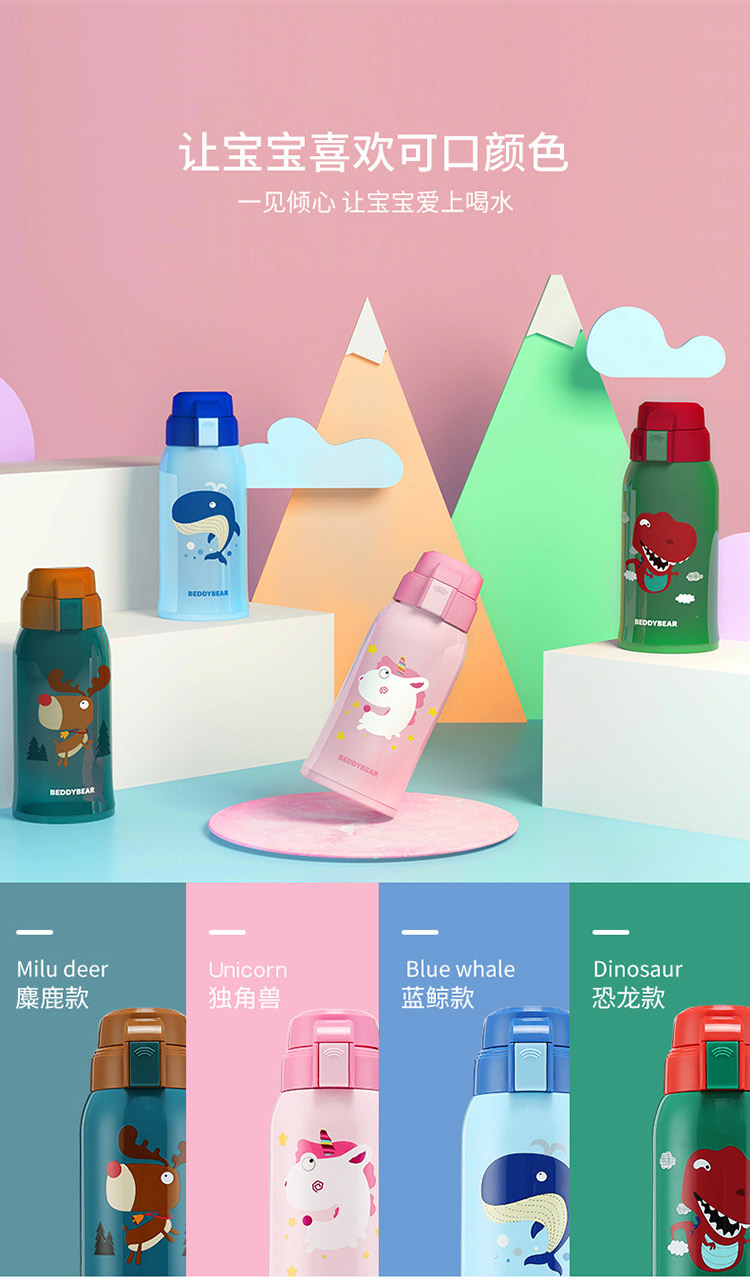 让宝宝喜欢可口颜色
一见倾心 让宝宝爱上喝水
BEDDYBEAR
BEDDYBEAR
BEDDYBEAR
BEDDYBEAR
Milu deer
麋鹿款
Unicorn
独角兽
Blue whale
蓝鲸款
Dinosaur
恐龙款